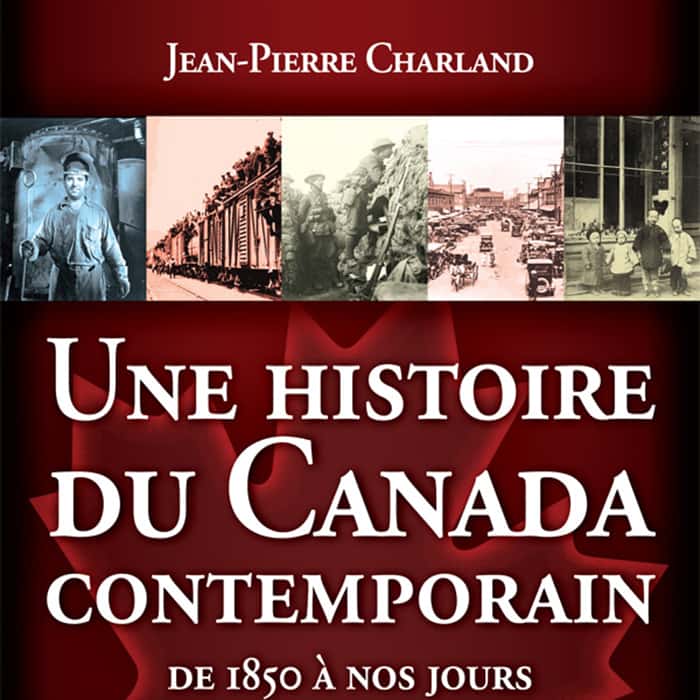 JEAN-PIERRE CHARLAND
UNE HISTOIRE
DU CANADA
CONTEMPORAIN
DE 1850 À NOS JOURS